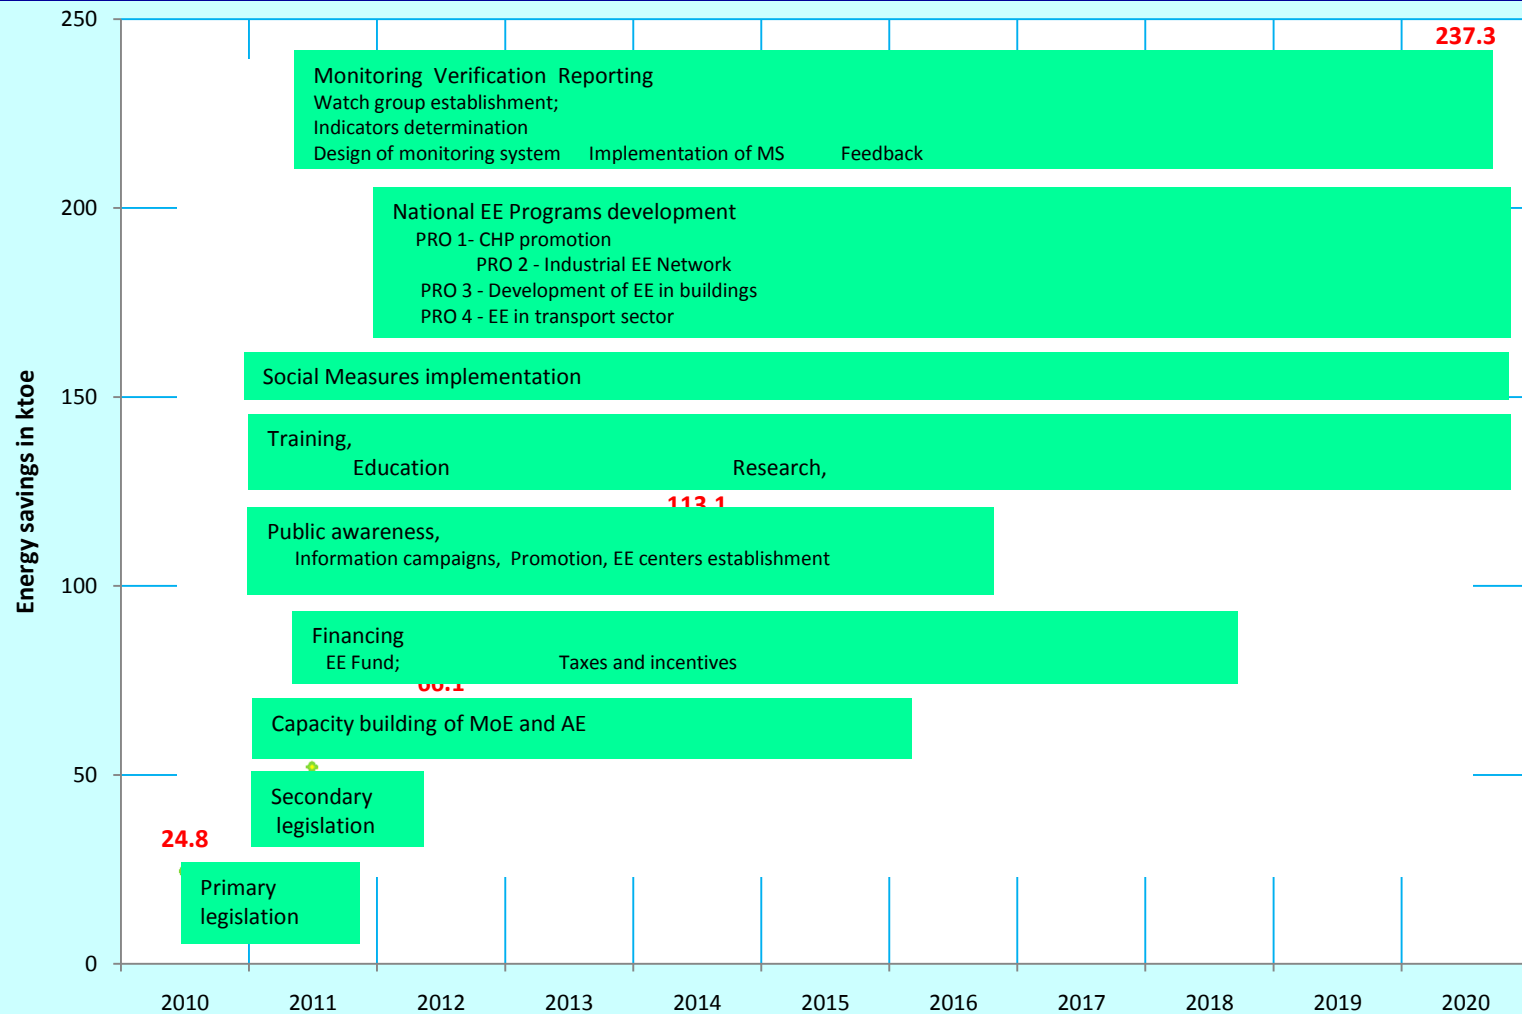 250
237.3
Monitoring Verification Reporting
Watch group establishment;
Indicators determination
Design of monitoring system Implementation of MS Feedback
200
National EE Programs development
PRO 1- CHP promotion
PRO 2 - Industrial EE Network
PRO 3 - Development of EE in buildings
PRO 4 - EE in transport sector
Energy savings in ktoe
150
Social Measures implementation
Training,
Education Research,
113.1
Public awareness,
Information campaigns, Promotion, EE centers establishment
100
Financing
EE Fund; Taxes and incentives
66.1
Capacity building of MoE and AE
50
Secondary
legislation
24.8
Primary
legislation
0
2010 2011 2012 2013 2014 2015 2016 2017 2018 2019 2020